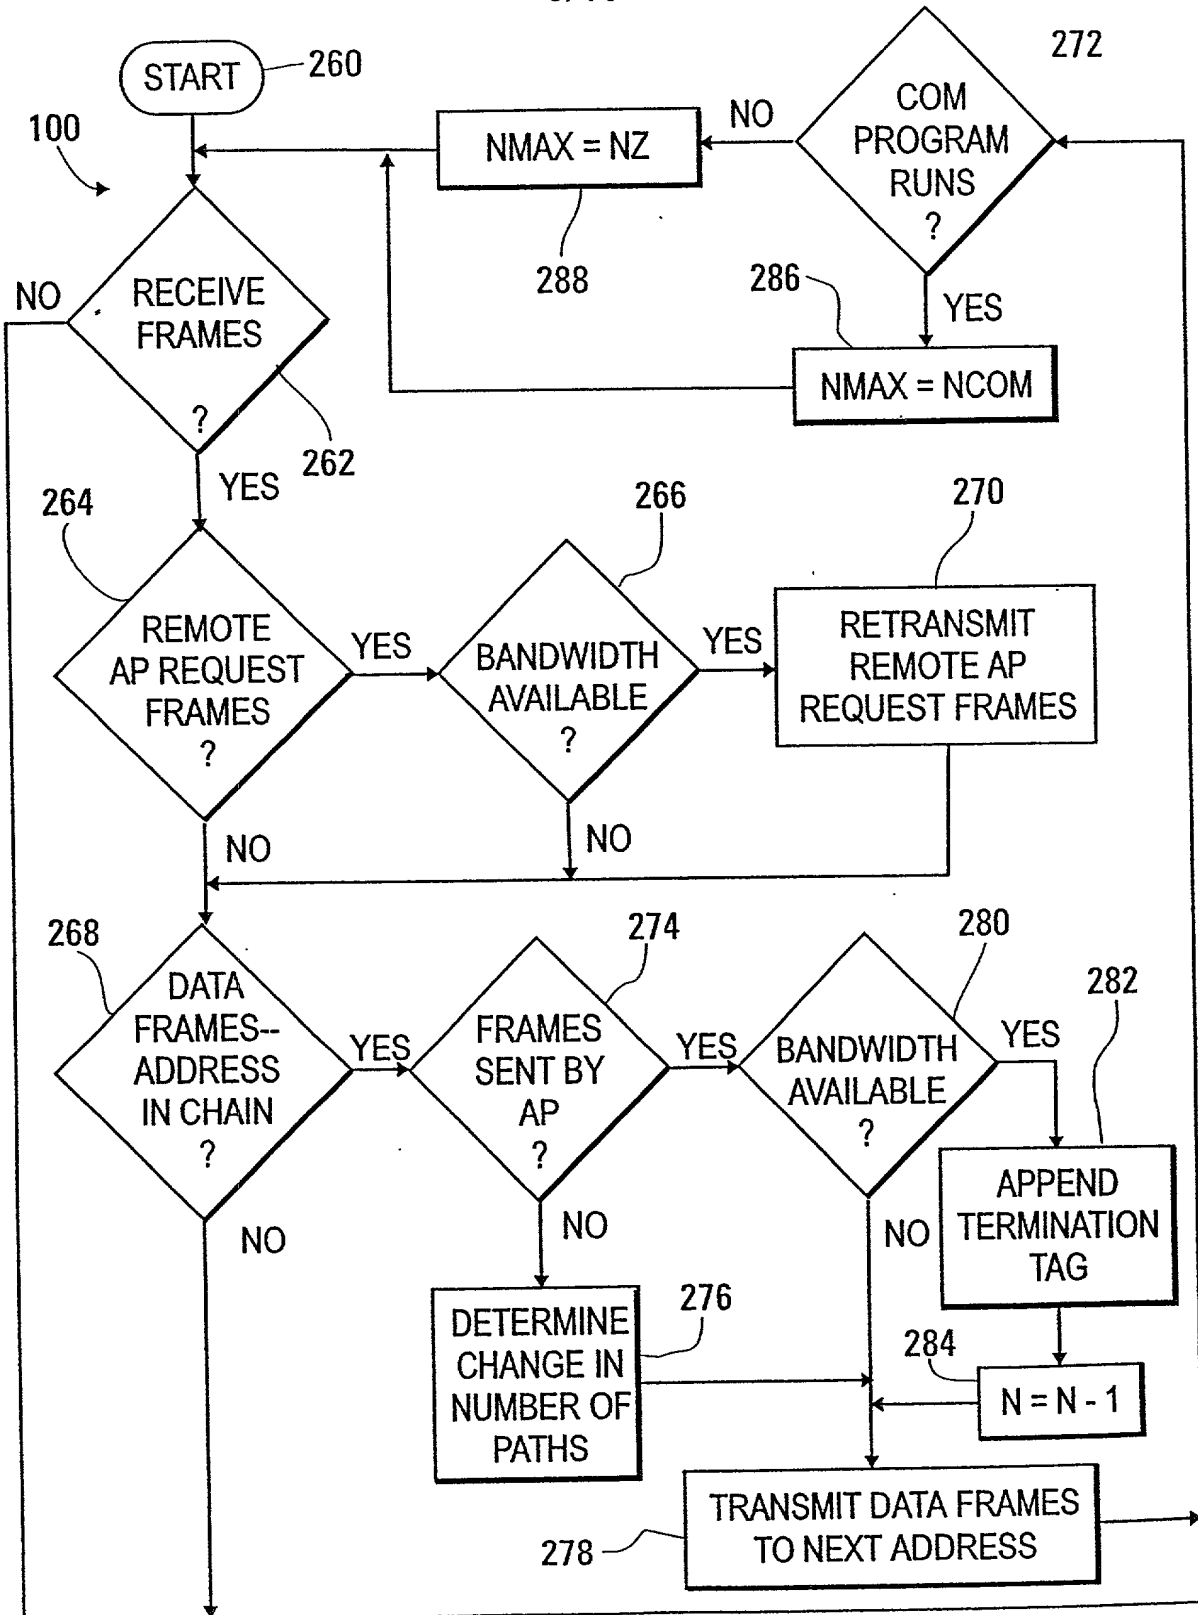 START
260
100
272
COM
PROGRAM
RUNS
?
NO
NMAX = NZ
288
286
YES
NMAX = NCOM
NO
RECEIVE
FRAMES
?
262
YES
264
REMOTE
AP REQUEST
FRAMES
?
YES
266
BANDWIDTH
AVAILABLE
?
YES
270
RETRANSMIT
REMOTE AP
REQUEST FRAMES
NO
NO
268
DATA
FRAMES--
ADDRESS
IN CHAIN
?
YES
274
FRAMES
SENT BY
AP
?
YES
280
BANDWIDTH
AVAILABLE
?
YES
282
APPEND
TERMINATION
TAG
NO
NO
NO
276
DETERMINE
CHANGE IN
NUMBER OF
PATHS
284
N = N - 1
TRANSMIT DATA FRAMES
TO NEXT ADDRESS
278